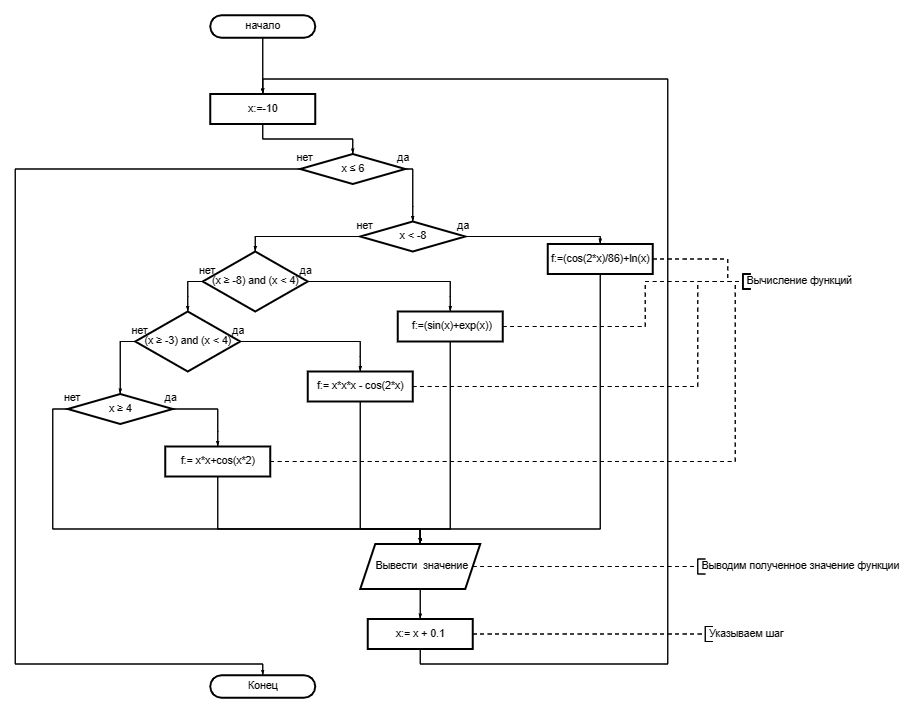 начало
x:=-10
нет
да
x ≤ 6
нет
да
x < -8
f:=(cos(2*x)/86)+ln(x)
нет
да
(x ≥ -8) and (x < 4)
Вычисление функций
f:=(sin(x)+exp(x))
нет
да
(x ≥ -3) and (x < 4)
f:= x*x*x - cos(2*x)
нет
да
x ≥ 4
f:= x*x+cos(x*2)
Вывести значение
Выводим полученное значение функции
x:= x + 0.1
Указываем шаг
Конец